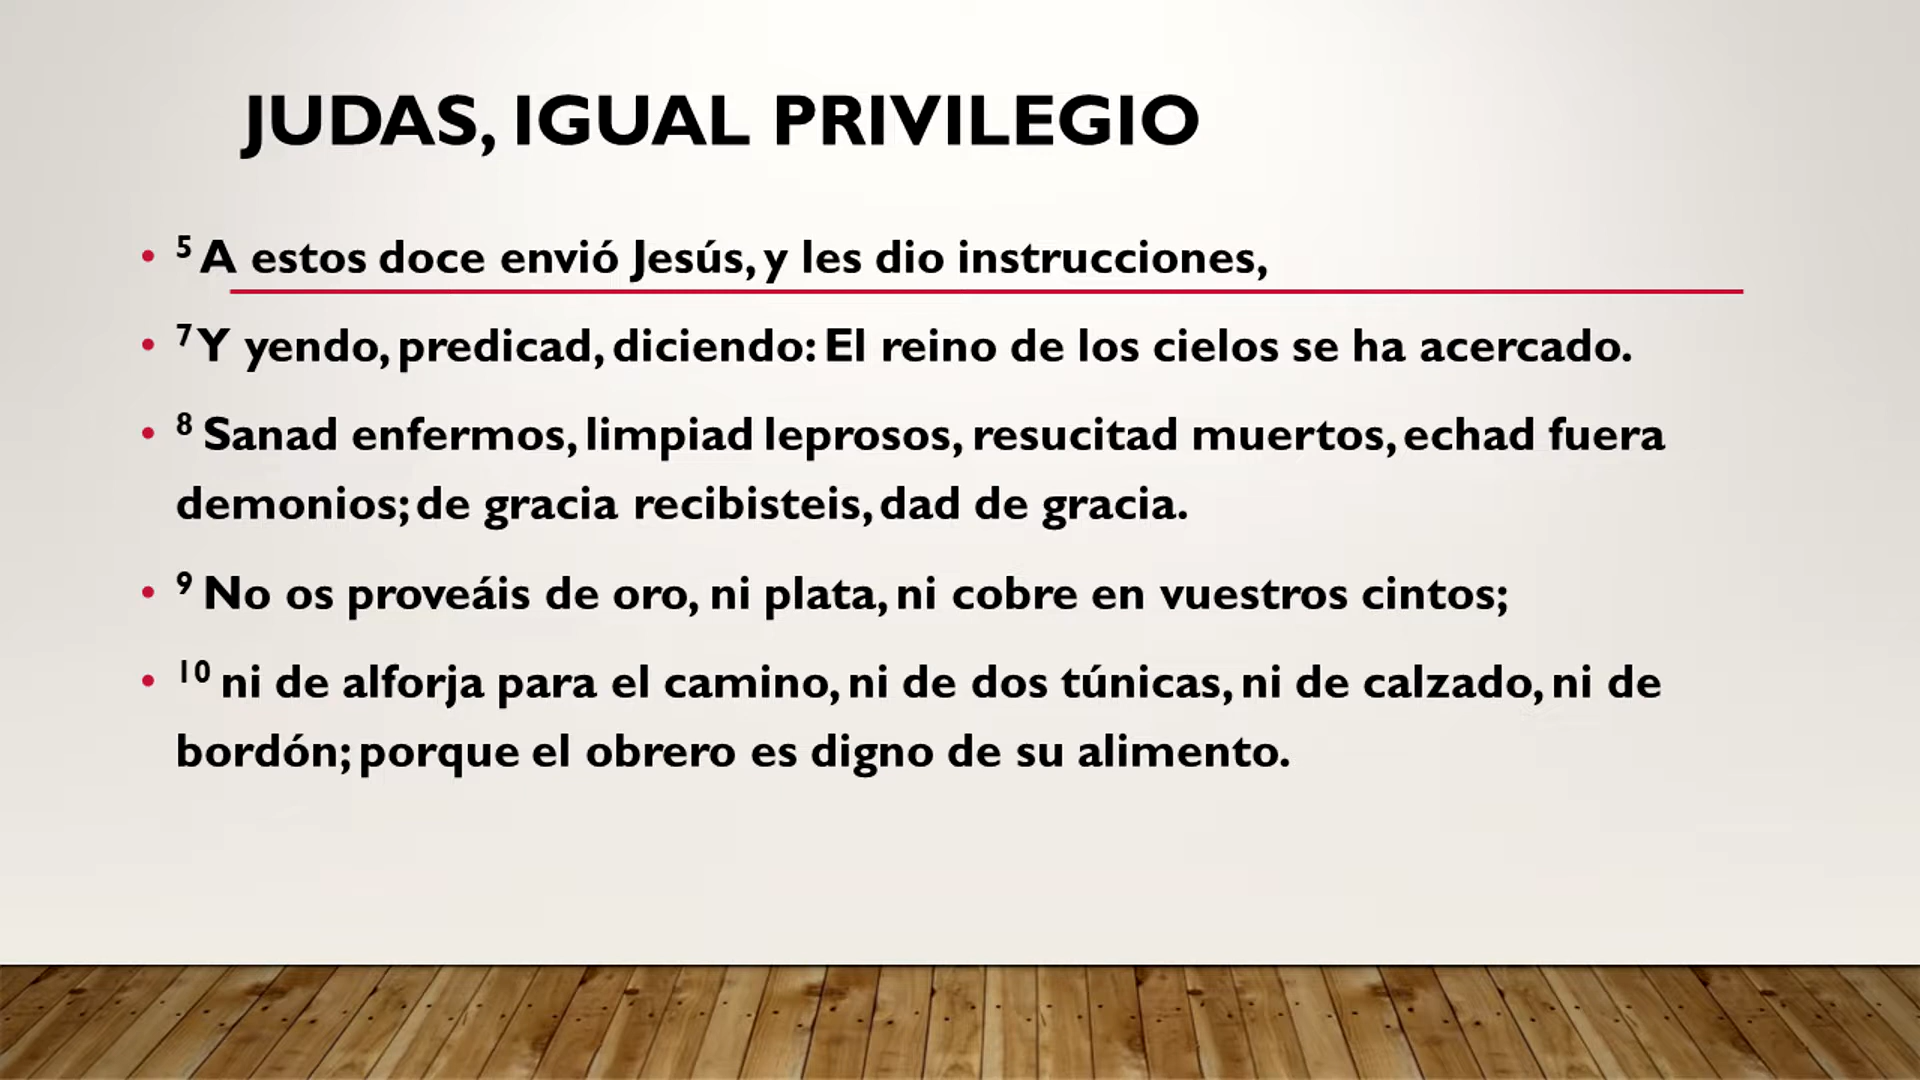 JUDAS, IGUAL PRIVILEGIO
• ⁵ A estos doce envió Jesús, y les dio instrucciones,
• ⁷ Y yendo, predicad, diciendo: El reino de los cielos se ha acercado.
• ⁸ Sanad enfermos, limpiad leprosos, resucitad muertos, echad fuera
demonios; de gracia recibisteis, dad de gracia.
• ⁹ No os proveáis de oro, ni plata, ni cobre en vuestros cintos;
• ¹⁰ ni de alforja para el camino, ni de dos túnicas, ni de calzado, ni de
bordón; porque el obrero es digno de su alimento.